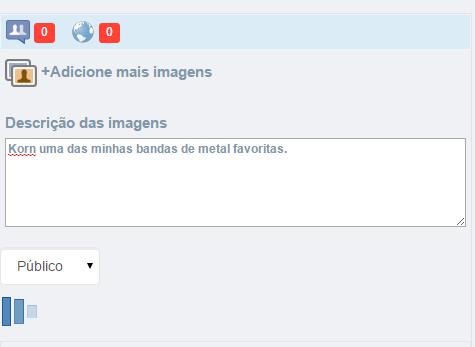 0 0
+Adicione mais imagens
Descrição das imagens
Korn uma das minhas bandas de metal favoritas.
Público